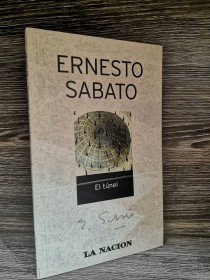 ERNESTO
SABATO
El túnel
LA NACION